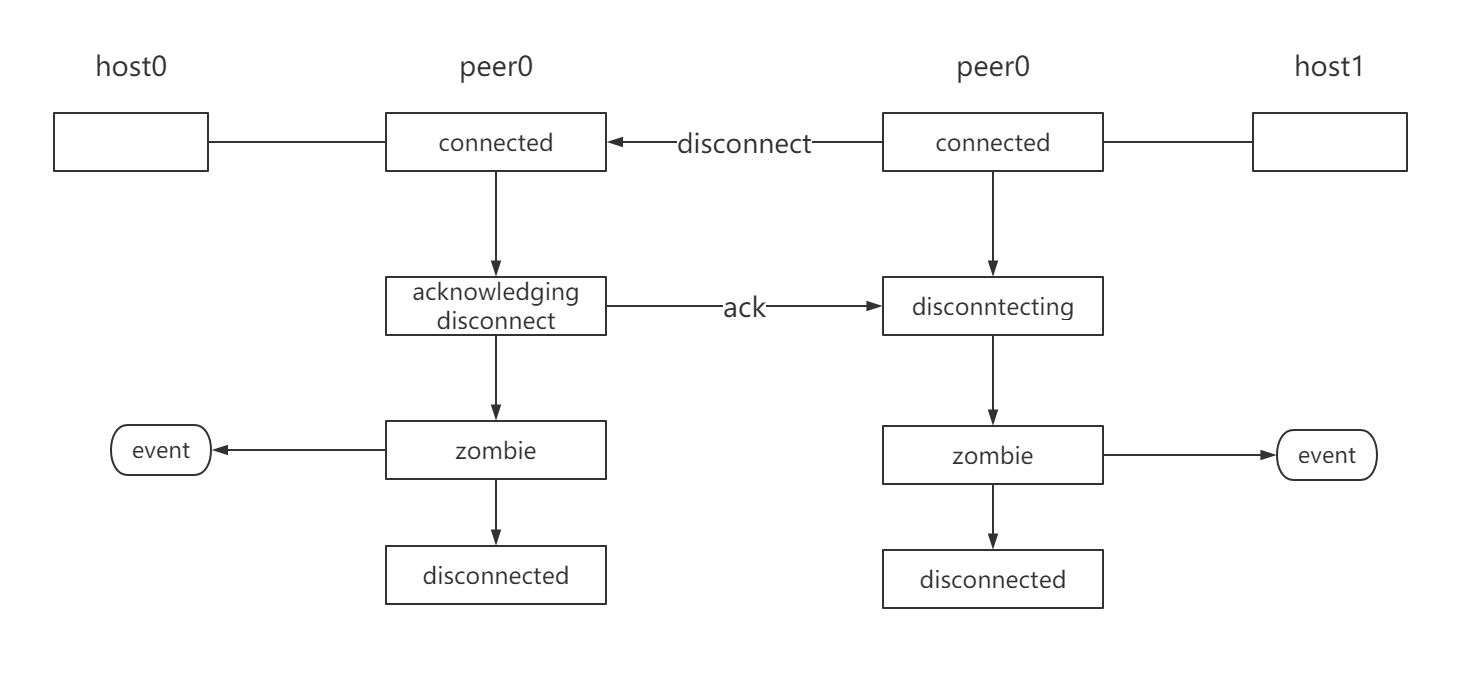 host0
peer0
peer0
host1
connected
disconnect
connected
acknowledging
disconnect
ack
disconntecting
event
zombie
zombie
event
disconnected
disconnected